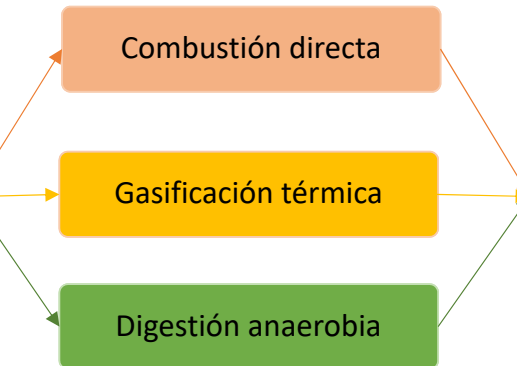 Combustión directa
Gasificación térmica
Digestión anaerobia